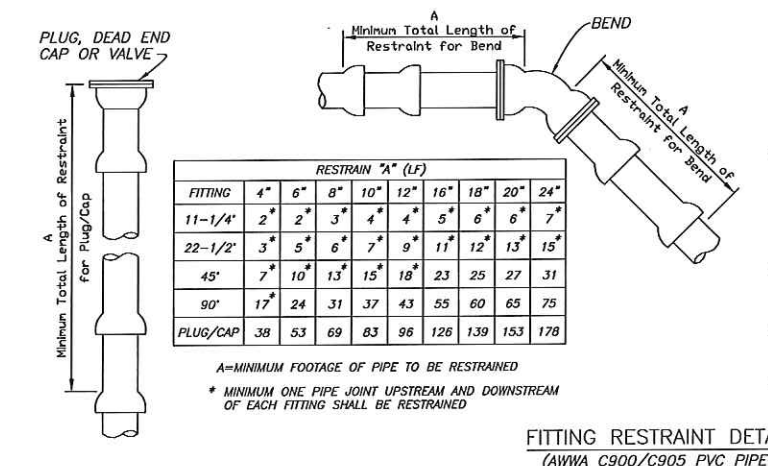 PLUG, DEAD END
CAP OR VALVE
A
Minimum Total Length of Restraint
for Plug/Cap
A
Minimum Total Length of
Restraint for Bend
BEND
A
Minimum Total Length of
Restraint for Bend
RESTRAIN "A" (LF)
FITTING 4" 6" 8" 10" 12" 16" 18" 20" 24"
11-1/4° 2* 2* 3* 4* 4* 5* 6* 6* 7*
22-1/2° 3* 5* 6* 7* 9* 11* 12* 13* 15*
45° 7* 10* 13* 15* 18* 23 25 27 31
90° 17* 24 31 37 43 55 60 65 75
PLUG/CAP 38 53 69 83 96 126 139 153 178
A=MINIMUM FOOTAGE OF PIPE TO BE RESTRAINED
* MINIMUM ONE PIPE JOINT UPSTREAM AND DOWNSTREAM
OF EACH FITTING SHALL BE RESTRAINED
FITTING RESTRAINT DETA
(AWWA C900/C905 PVC PIPE